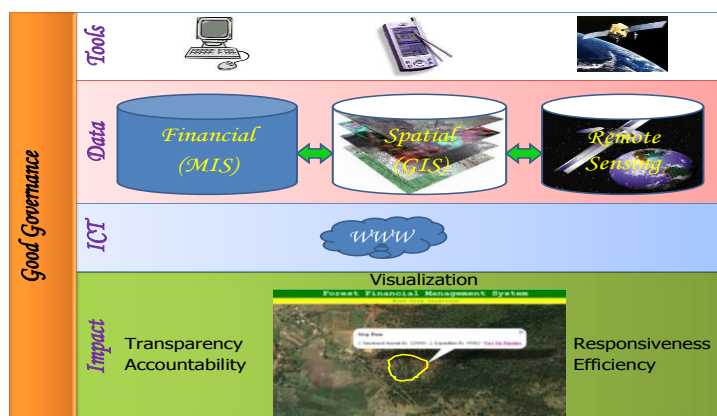 Good Governance
Tools
Data
Financial
(MIS)
Spatial
(GIS)
Remote
Sensing
ICT
WWW
Impact
Visualization
Forest Financial Management System
Transparency
Accountability
Responsiveness
Efficiency